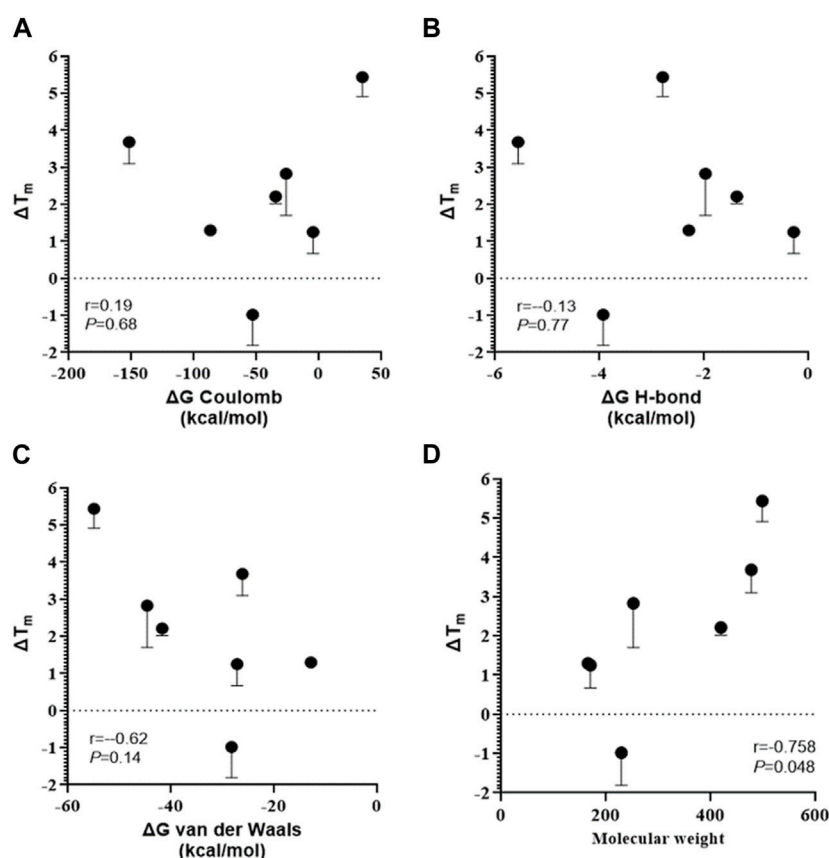 A
6
5
4
3
2
1
0
-1
-2
ΔTm
r=0.19
P=0.68
-200 -150 -100 -50 0 50
ΔG Coulomb
(kcal/mol)
B
6
5
4
3
2
1
0
-1
-2
ΔTm
r=--0.13
P=0.77
-6 -4 -2 0
ΔG H-bond
(kcal/mol)
C
6
5
4
3
2
1
0
-1
-2
ΔTm
r=--0.62
P=0.14
-60 -40 -20 0
ΔG van der Waals
(kcal/mol)
D
6
5
4
3
2
1
0
-1
-2
ΔTm
r=-0.758
P=0.048
0 200 400 600
Molecular weight